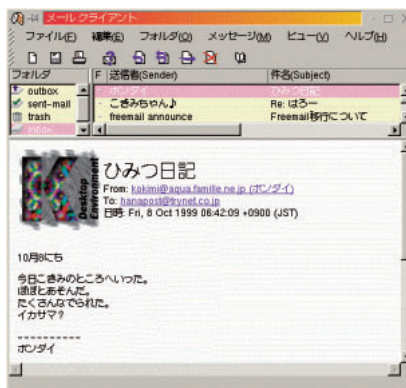 メールクライアント
ファイル(F) 編集(E) フォルダ(O) メッセージ(M) ビュー(V) ヘルプ(H)
フォルダ F 送信者(Sender) 件名(Subject)
outbox - ボンダイ ひみつ日記
sent-mail - こきみちゃん♪ Re: はろー
trash - freemail announce Freemail移行について
inbox
K Desktop Environment
ひみつ日記
From: kokimi@aqua.famille.ne.jp (ボンダイ)
To: hanapost@trynet.co.jp
日時: Fri, 8 Oct 1999 06:42:09 +0900 (JST)
10月8にち
今日こきみのところへいった。
ぽぽとあそんだ。
たくさんなでられた。
イカサマ?
----------
ボンダイ